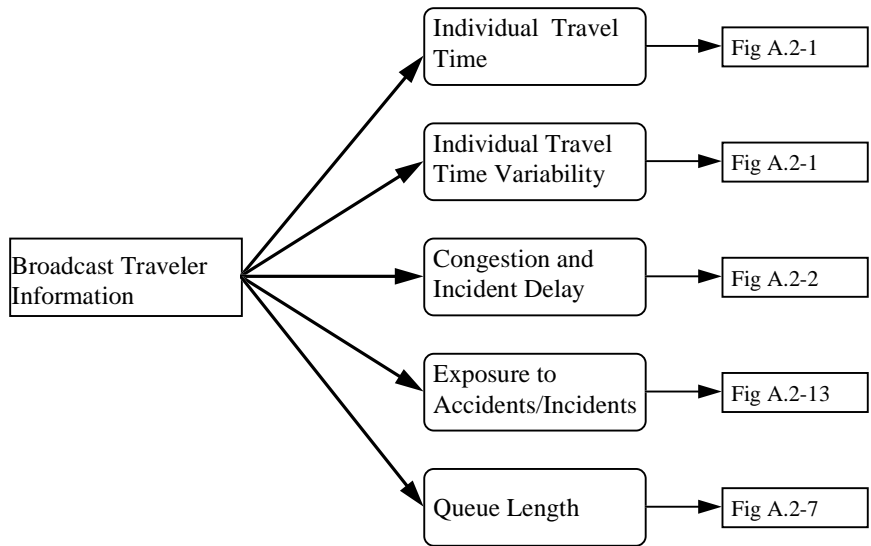 Individual Travel
Time
Fig A.2-1
Individual Travel
Time Variability
Fig A.2-1
Broadcast Traveler
Information
Congestion and
Incident Delay
Fig A.2-2
Exposure to
Accidents/Incidents
Fig A.2-13
Queue Length
Fig A.2-7